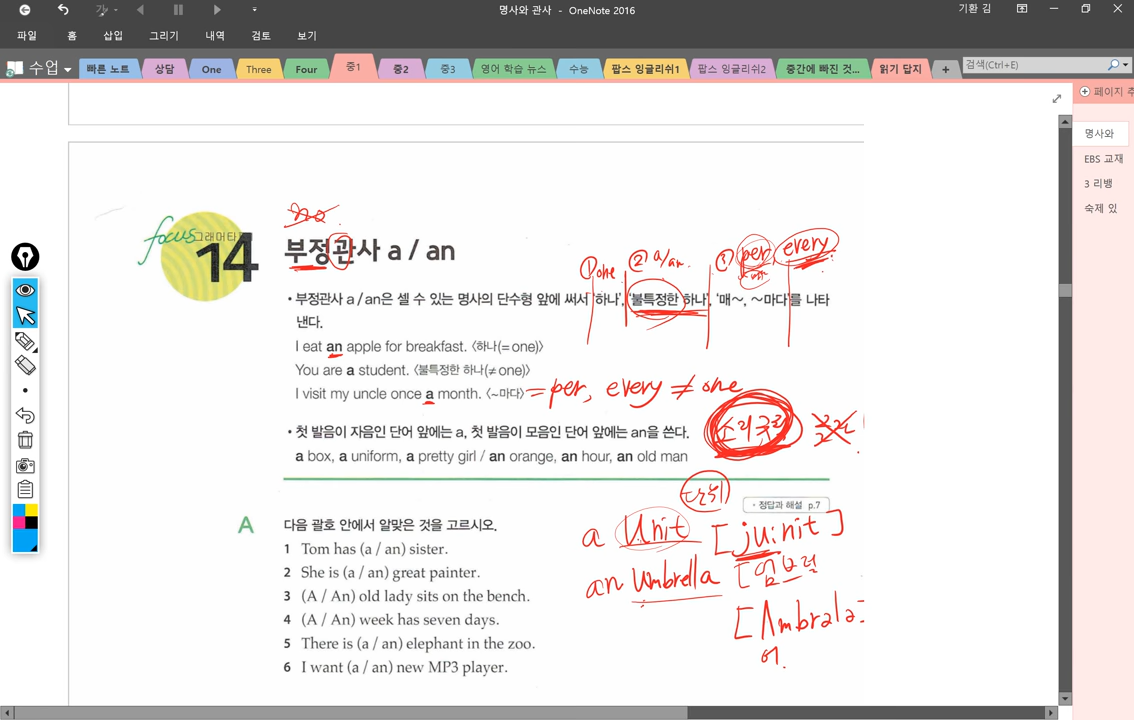 명사와 관사 - OneNote 2016
기환 김
파일 홈 삽입 그리기 내역 검토 보기
수업 빠른 노트 상담 One Three Four 중1 중2 중3 영어 학습 뉴스 수능 팝스 잉글리쉬1 팝스 잉글리쉬2 중간에 빠진 것... 읽기 답지 + 검색(Ctrl+E)
페이지 추
명사와
EBS 교재
3 리뱅
숙제 있
no
focus 그래머타
14
부정관사 a / an
① one ② a/an ③ per, every
• 부정관사 a / an은 셀 수 있는 명사의 단수형 앞에 써서 '하나', '불특정한 하나', '매~, ~마다'를 나타
낸다.
I eat an apple for breakfast. 〈하나(= one)〉
You are a student. 〈불특정한 하나(≠ one)〉
I visit my uncle once a month. 〈~마다〉 = per, every ≠ one
• 첫 발음이 자음인 단어 앞에는 a, 첫 발음이 모음인 단어 앞에는 an을 쓴다.
a box, a uniform, a pretty girl / an orange, an hour, an old man
단위
• 정답과 해설 p.7
a Unit [ju:nit]
an Umbrella [엄브럴
[ʌmbrələ]
어.
A 다음 괄호 안에서 알맞은 것을 고르시오.
1 Tom has (a / an) sister.
2 She is (a / an) great painter.
3 (A / An) old lady sits on the bench.
4 (A / An) week has seven days.
5 There is (a / an) elephant in the zoo.
6 I want (a / an) new MP3 player.